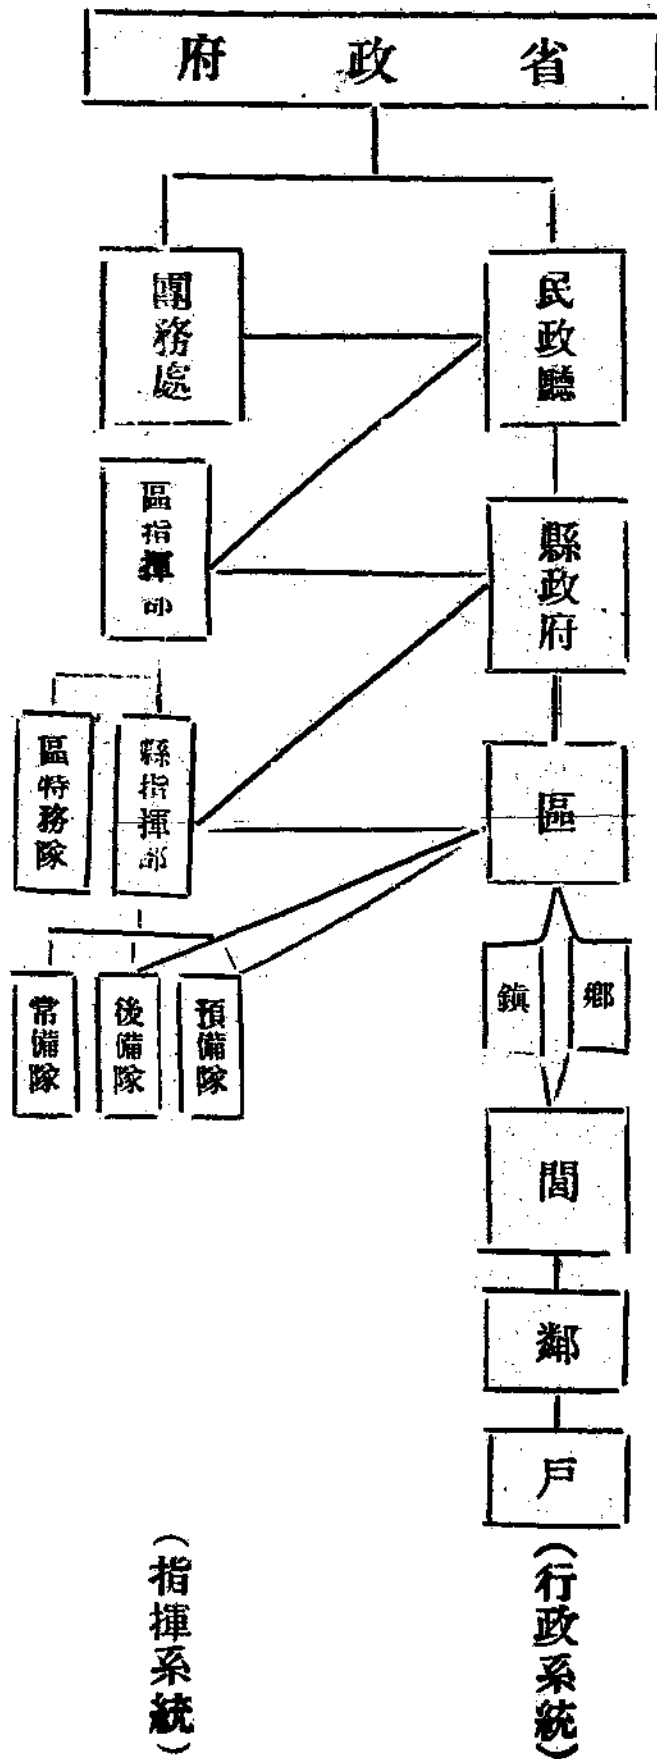 省政府
民政廳
團務處
縣政府
區指揮部
區
縣指揮部
區特務隊
鄉
鎮
預備隊
後備隊
常備隊
閭
鄰
戶
(行政系統)
(指揮系統)